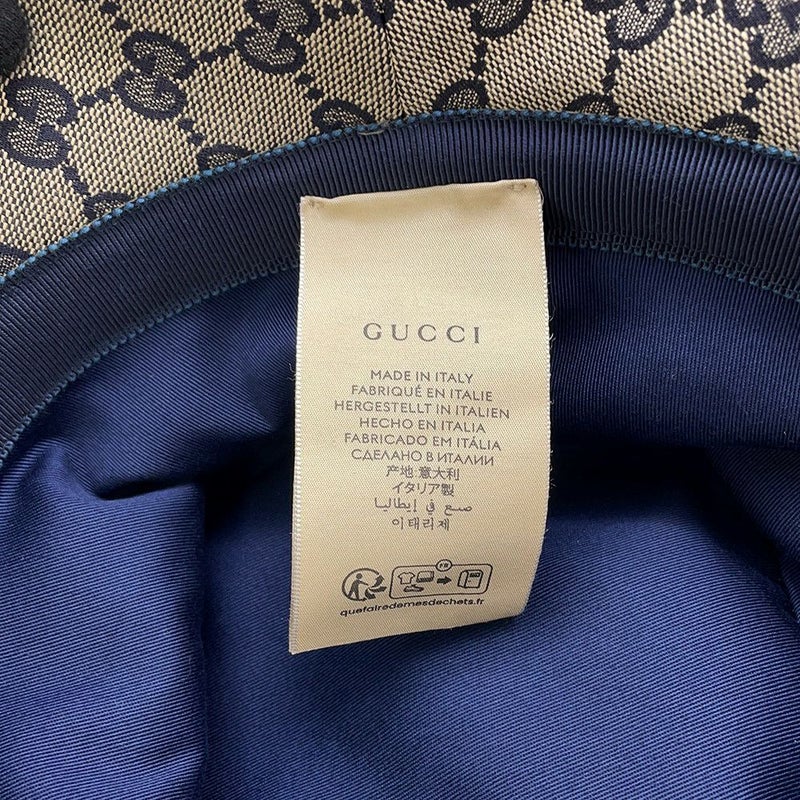 GUCCI
MADE IN ITALY
FABRIQUÉ EN ITALIE
HERGESTELLT IN ITALIEN
HECHO EN ITALIA
FABRICADO EM ITÁLIA
СДЕЛАНО В ИТАЛИИ
产地:意大利
イタリア製
صنع في إيطاليا
이태리제
FR
quefairedemesdechets.fr